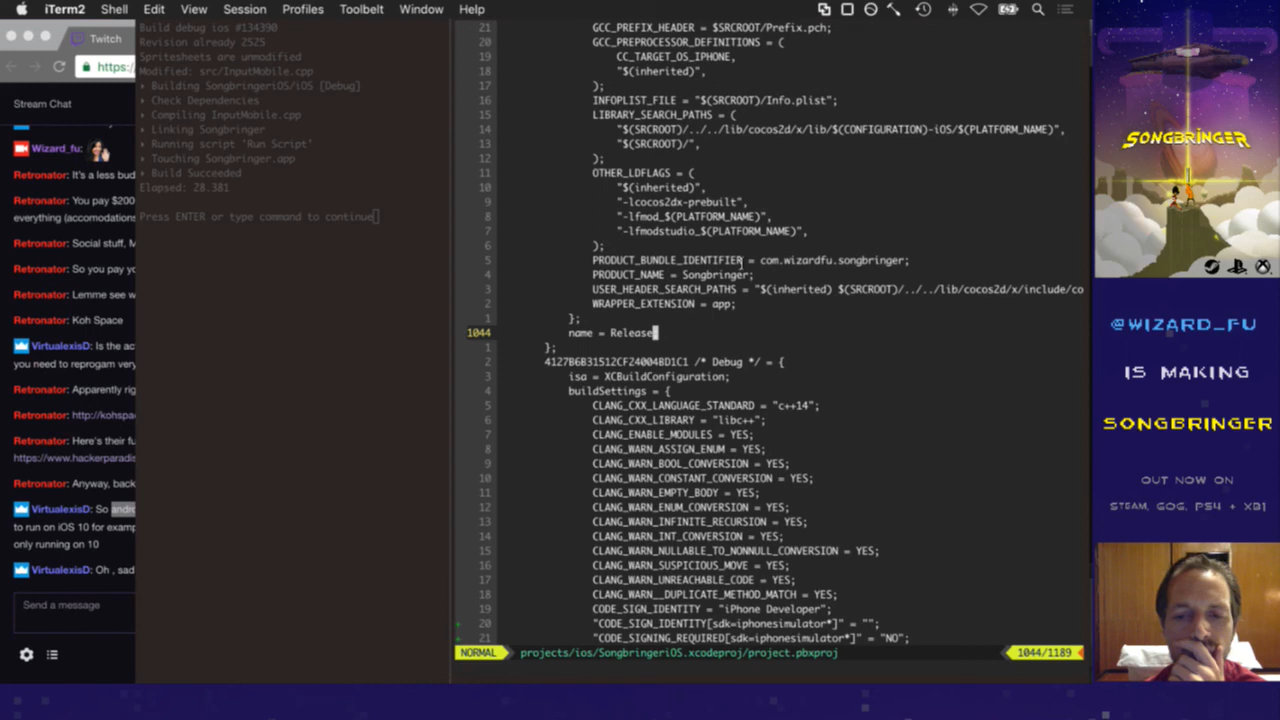 iTerm2 Shell Edit View Session Profiles Toolbelt Window Help
Twitch
https:
Stream Chat
Wizard_fu:
Retronator: It's a less bud
Retronator: You pay $200
everything (accomodations
Retronator: Social stuff, M
Retronator: So you pay yo
Retronator: Lemme see w
Retronator: Koh Space
VirtualexisD: Is the ac
you need to reprogam very
Retronator: Apparently rig
Retronator: http://kohspa
Retronator: Here's their fu
https://www.hackerparadis
Retronator: Anyway, back
VirtualexisD: So andro
to run on iOS 10 for examp
only running on 10
VirtualexisD: Oh , sad
Send a message
Build debug ios #134390
Revision already 2525
Spritesheets are unmodified
Modified: src/InputMobile.cpp
Building SongbringeriOS/iOS [Debug]
Check Dependencies
Compiling InputMobile.cpp
Linking Songbringer
Running script 'Run Script'
Touching Songbringer.app
Build Succeeded
Elapsed: 28.381
Press ENTER or type command to continue
21 GCC_PREFIX_HEADER = $SRCROOT/Prefix.pch;
20 GCC_PREPROCESSOR_DEFINITIONS = (
19 CC_TARGET_OS_IPHONE,
18 "$(inherited)",
17 );
16 INFOPLIST_FILE = "$(SRCROOT)/Info.plist";
15 LIBRARY_SEARCH_PATHS = (
14 "$(SRCROOT)/../../lib/cocos2d/x/lib/$(CONFIGURATION)-iOS/$(PLATFORM_NAME)",
13 "$(SRCROOT)/",
12 );
11 OTHER_LDFLAGS = (
10 "$(inherited)",
9 "-lcocos2dx-prebuilt",
8 "-lfmod_$(PLATFORM_NAME)",
7 "-lfmodstudio_$(PLATFORM_NAME)",
6 );
5 PRODUCT_BUNDLE_IDENTIFIER = com.wizardfu.songbringer;
4 PRODUCT_NAME = Songbringer;
3 USER_HEADER_SEARCH_PATHS = "$(inherited) $(SRCROOT)/../../lib/cocos2d/x/include/co
2 WRAPPER_EXTENSION = app;
1 };
1044 name = Release
1 };
2 4127B6B31512CF24004BD1C1 /* Debug */ = {
3 isa = XCBuildConfiguration;
4 buildSettings = {
5 CLANG_CXX_LANGUAGE_STANDARD = "c++14";
6 CLANG_CXX_LIBRARY = "libc++";
7 CLANG_ENABLE_MODULES = YES;
8 CLANG_WARN_ASSIGN_ENUM = YES;
9 CLANG_WARN_BOOL_CONVERSION = YES;
10 CLANG_WARN_CONSTANT_CONVERSION = YES;
11 CLANG_WARN_EMPTY_BODY = YES;
12 CLANG_WARN_ENUM_CONVERSION = YES;
13 CLANG_WARN_INFINITE_RECURSION = YES;
14 CLANG_WARN_INT_CONVERSION = YES;
15 CLANG_WARN_NULLABLE_TO_NONNULL_CONVERSION = YES;
16 CLANG_WARN_SUSPICIOUS_MOVE = YES;
17 CLANG_WARN_UNREACHABLE_CODE = YES;
18 CLANG_WARN__DUPLICATE_METHOD_MATCH = YES;
19 CODE_SIGN_IDENTITY = "iPhone Developer";
+ 20 "CODE_SIGN_IDENTITY[sdk=iphonesimulator*]" = "";
+ 21 "CODE_SIGNING_REQUIRED[sdk=iphonesimulator*]" = "NO";
NORMAL projects/ios/SongbringeriOS.xcodeproj/project.pbxproj 1044/1189
SONGBRINGER
@WIZARD_FU
IS MAKING
SONGBRINGER
OUT NOW ON
STEAM, GOG, PS4 + XB1